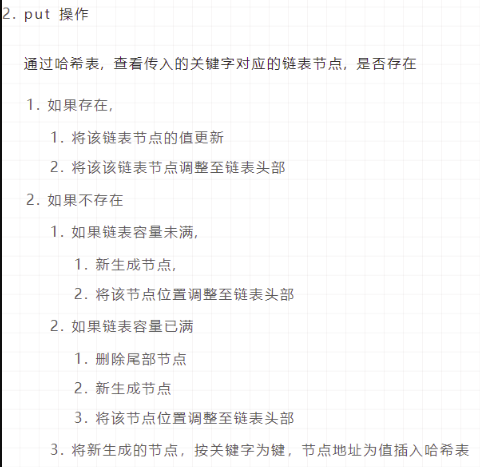 2. put 操作
通过哈希表, 查看传入的关键字对应的链表节点, 是否存在
1. 如果存在,
1. 将该链表节点的值更新
2. 将该该链表节点调整至链表头部
2. 如果不存在
1. 如果链表容量未满,
1. 新生成节点,
2. 将该节点位置调整至链表头部
2. 如果链表容量已满
1. 删除尾部节点
2. 新生成节点
3. 将该节点位置调整至链表头部
3. 将新生成的节点, 按关键字为键, 节点地址为值插入哈希表